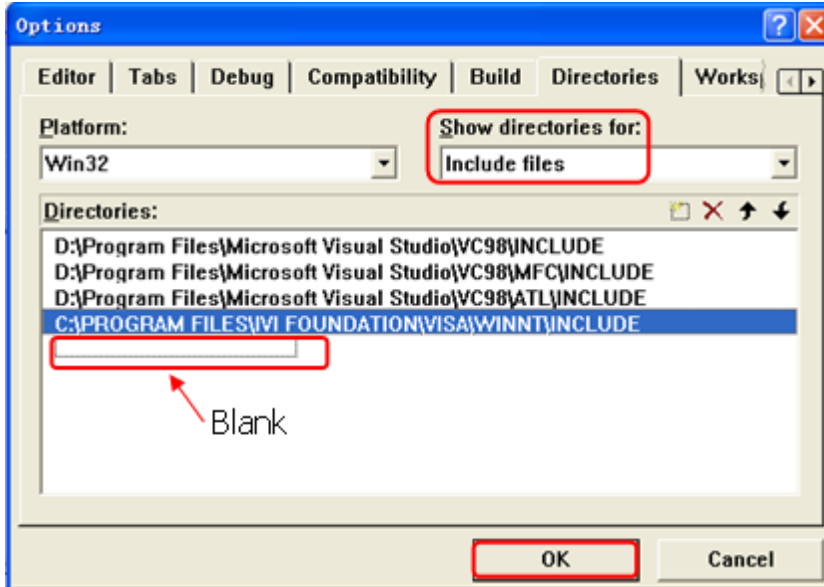 Options
Editor Tabs Debug Compatibility Build Directories
Platform: Show directories for:
Win32 Include files
Directories:
D:\Program Files\Microsoft Visual Studio\VC98\INCLUDE
D:\Program Files\Microsoft Visual Studio\VC98\MFC\INCLUDE
D:\Program Files\Microsoft Visual Studio\VC98\ATL\INCLUDE
C:\PROGRAM FILES\IVI FOUNDATION\VISA\WINNT\INCLUDE
Blank
OK Cancel